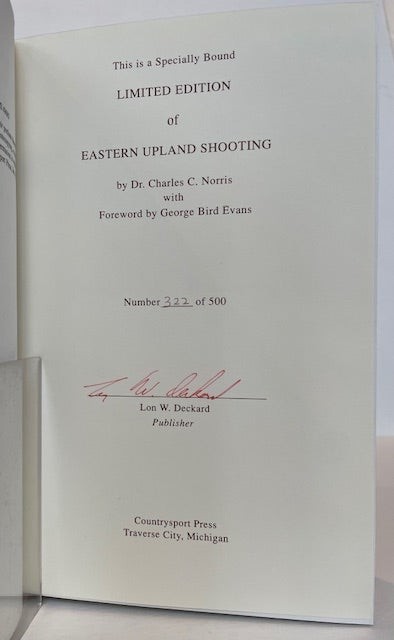 This is a Specially Bound
LIMITED EDITION
of
EASTERN UPLAND SHOOTING
by Dr. Charles C. Norris
with
Foreword by George Bird Evans
Number 322 of 500
Lon W. Deckard
Publisher
Countrysport Press
Traverse City, Michigan